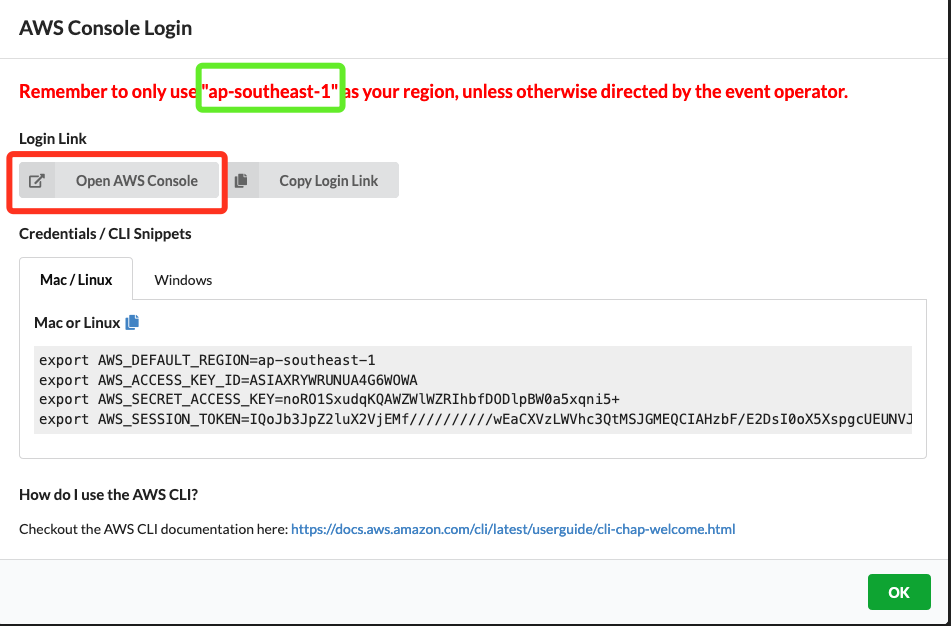 AWS Console Login
Remember to only use "ap-southeast-1" as your region, unless otherwise directed by the event operator.
Login Link
Open AWS Console
Copy Login Link
Credentials / CLI Snippets
Mac / Linux
Windows
Mac or Linux
export AWS_DEFAULT_REGION=ap-southeast-1
export AWS_ACCESS_KEY_ID=ASIAXRYWRUNUA4G6WOWA
export AWS_SECRET_ACCESS_KEY=noRO1SxudqKQAWZWlWZRIhbfDODlpBW0a5xqni5+
export AWS_SESSION_TOKEN=IQoJb3JpZ2luX2VjEMf//////////wEaCXVzLWVhc3QtMSJGMEQCIAHzbF/E2DsI0oX5XspgcUEUNVJ
How do I use the AWS CLI?
Checkout the AWS CLI documentation here: https://docs.aws.amazon.com/cli/latest/userguide/cli-chap-welcome.html
OK